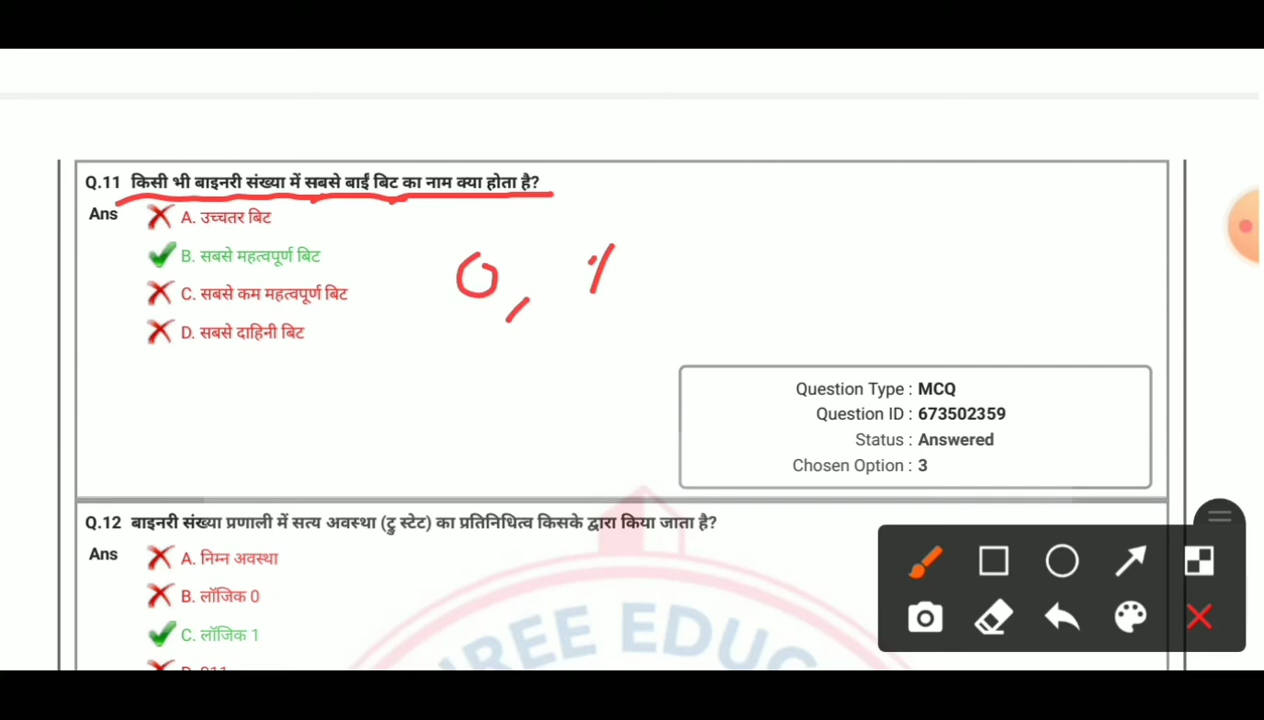 Q.11 किसी भी बाइनरी संख्या में सबसे बाईं बिट का नाम क्या होता है?
Ans A. उच्चतर बिट
B. सबसे महत्वपूर्ण बिट
0, 1
C. सबसे कम महत्वपूर्ण बिट
D. सबसे दाहिनी बिट
Question Type : MCQ
Question ID : 673502359
Status : Answered
Chosen Option : 3
Q.12 बाइनरी संख्या प्रणाली में सत्य अवस्था (ट्रु स्टेट) का प्रतिनिधित्व किसके द्वारा किया जाता है?
Ans A. निम्न अवस्था
B. लॉजिक 0
C. लॉजिक 1
REE EDUC